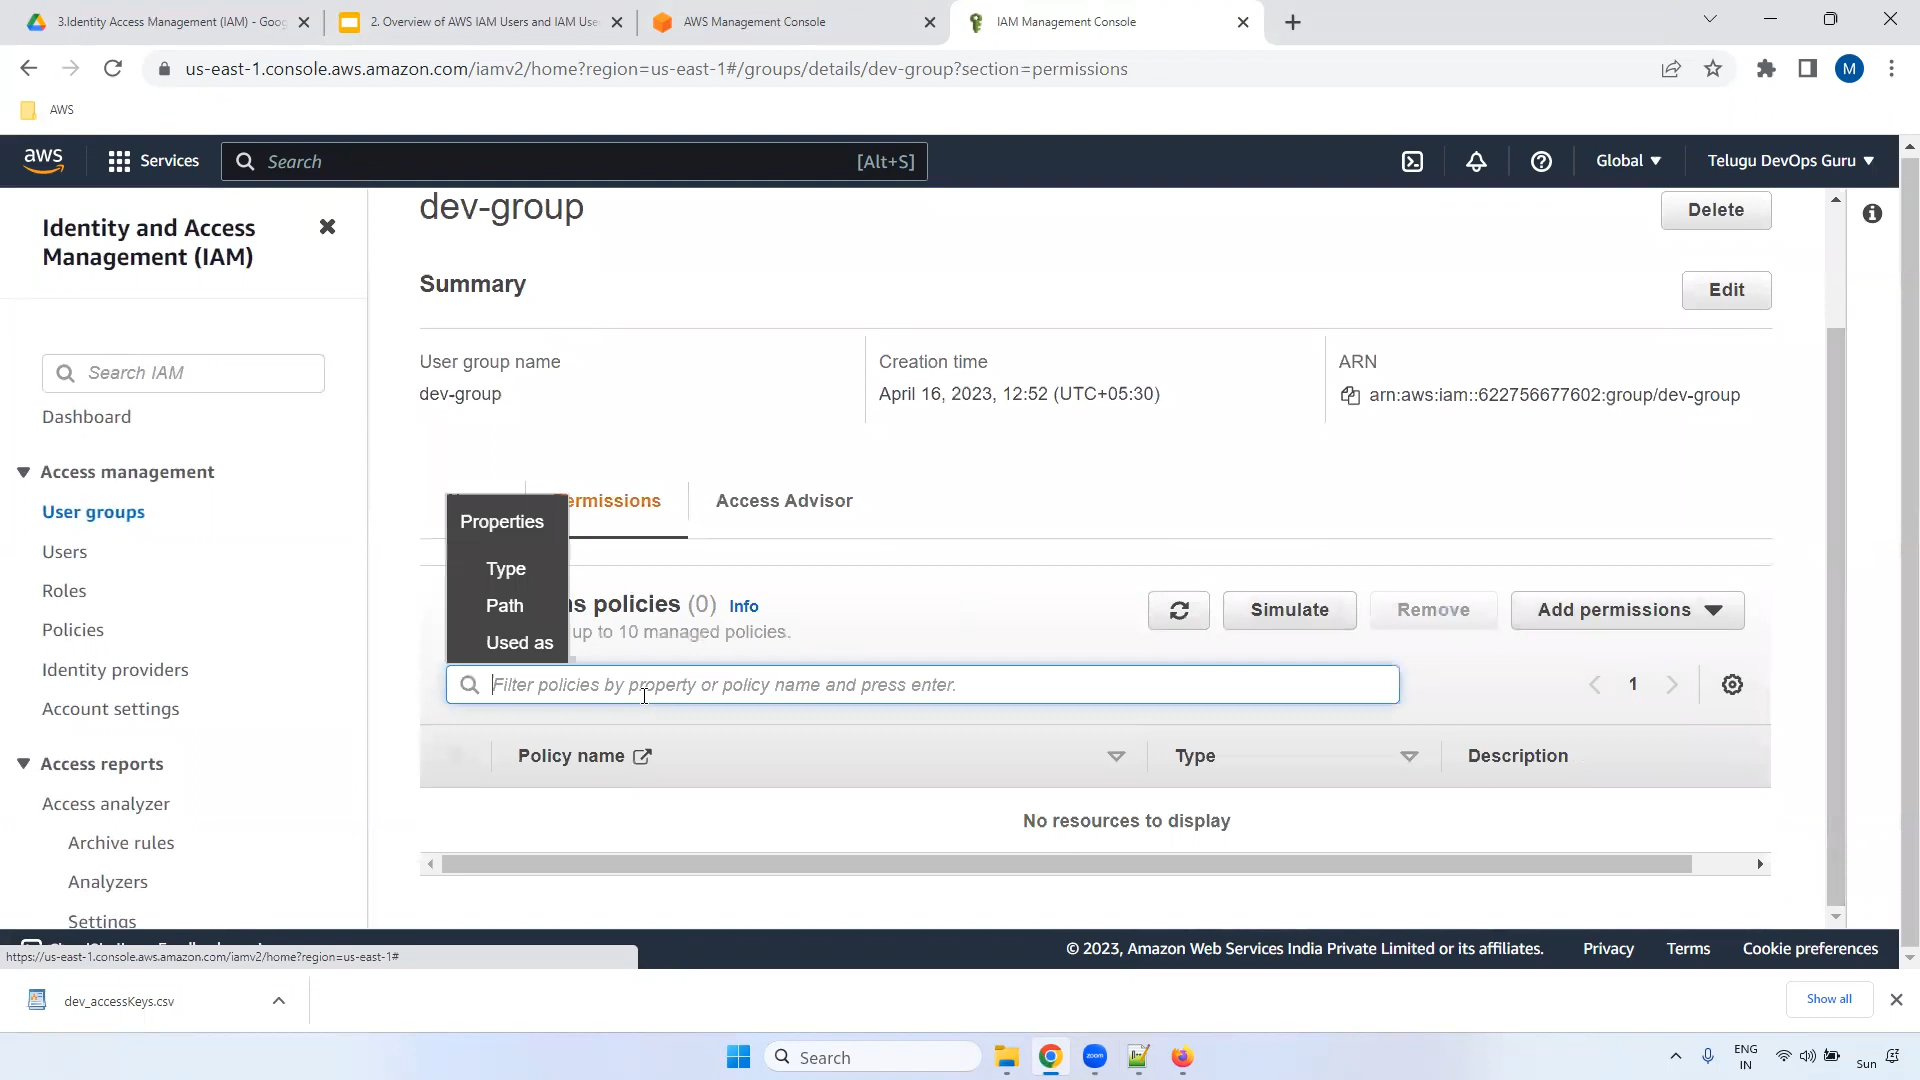 3.Identity Access Management (IAM) - Goog
2. Overview of AWS IAM Users and IAM Use
AWS Management Console
IAM Management Console
us-east-1.console.aws.amazon.com/iamv2/home?region=us-east-1#/groups/details/dev-group?section=permissions
M
AWS
aws
Services
Search
[Alt+S]
Global
Telugu DevOps Guru
Identity and Access
Management (IAM)
Search IAM
Dashboard
Access management
User groups
Users
Roles
Policies
Identity providers
Account settings
Access reports
Access analyzer
Archive rules
Analyzers
Settings
dev-group
Delete
Summary
Edit
User group name
dev-group
Creation time
April 16, 2023, 12:52 (UTC+05:30)
ARN
arn:aws:iam::622756677602:group/dev-group
ermissions
Access Advisor
Properties
Type
Path
Used as
ns policies (0) Info
up to 10 managed policies.
Simulate
Remove
Add permissions
Filter policies by property or policy name and press enter.
1
Policy name
Type
Description
No resources to display
© 2023, Amazon Web Services India Private Limited or its affiliates.
Privacy
Terms
Cookie preferences
https://us-east-1.console.aws.amazon.com/iamv2/home?region=us-east-1#
dev_accessKeys.csv
Show all
Search
zoom
ENG
IN
Sun